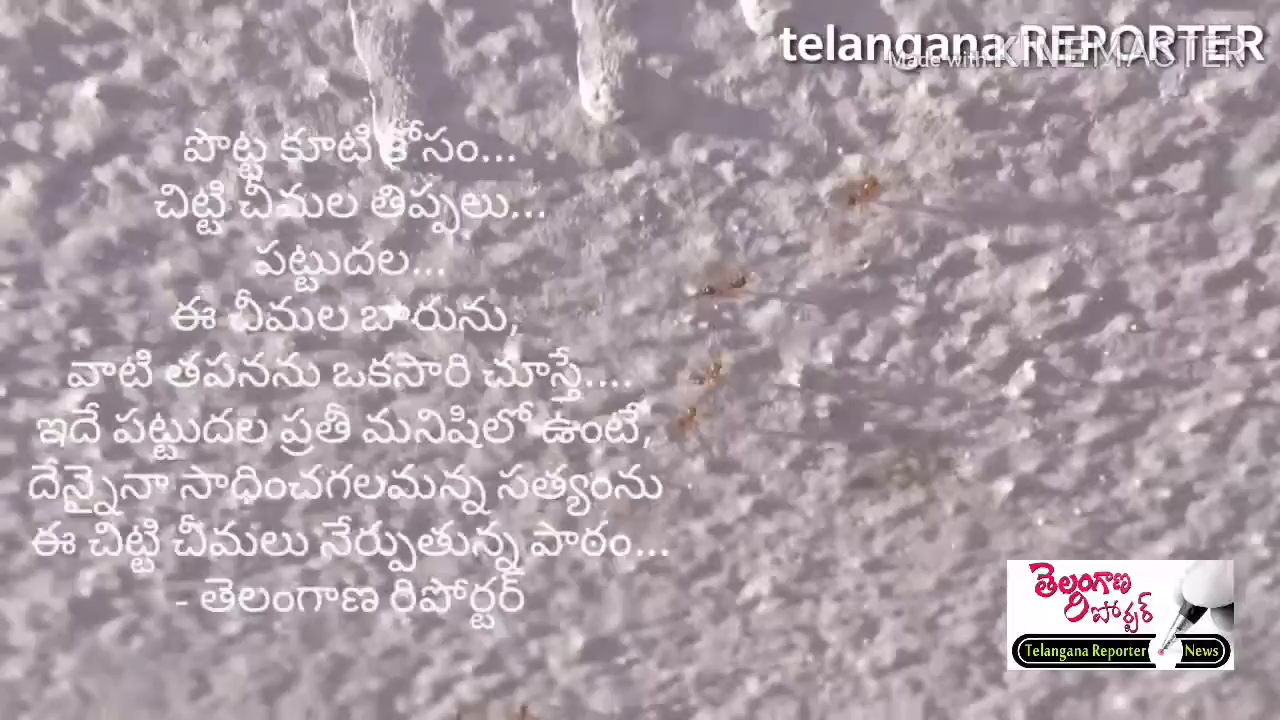 telangana REPORTER
Made with KINEMASTER
పొట్ట కూటి కోసం...
చిట్టి చీమల తిప్పలు...
పట్టుదల...
ఈ చీమల బారును,
వాటి తపనను ఒకసారి చూస్తే....
ఇదే పట్టుదల ప్రతీ మనిషిలో ఉంటే,
దేన్నైనా సాధించగలమన్న సత్యంను
ఈ చిట్టి చీమలు నేర్పుతున్న పాఠం...
- తెలంగాణ రిపోర్టర్
తెలంగాణ
రిపోర్టర్
Telangana Reporter News